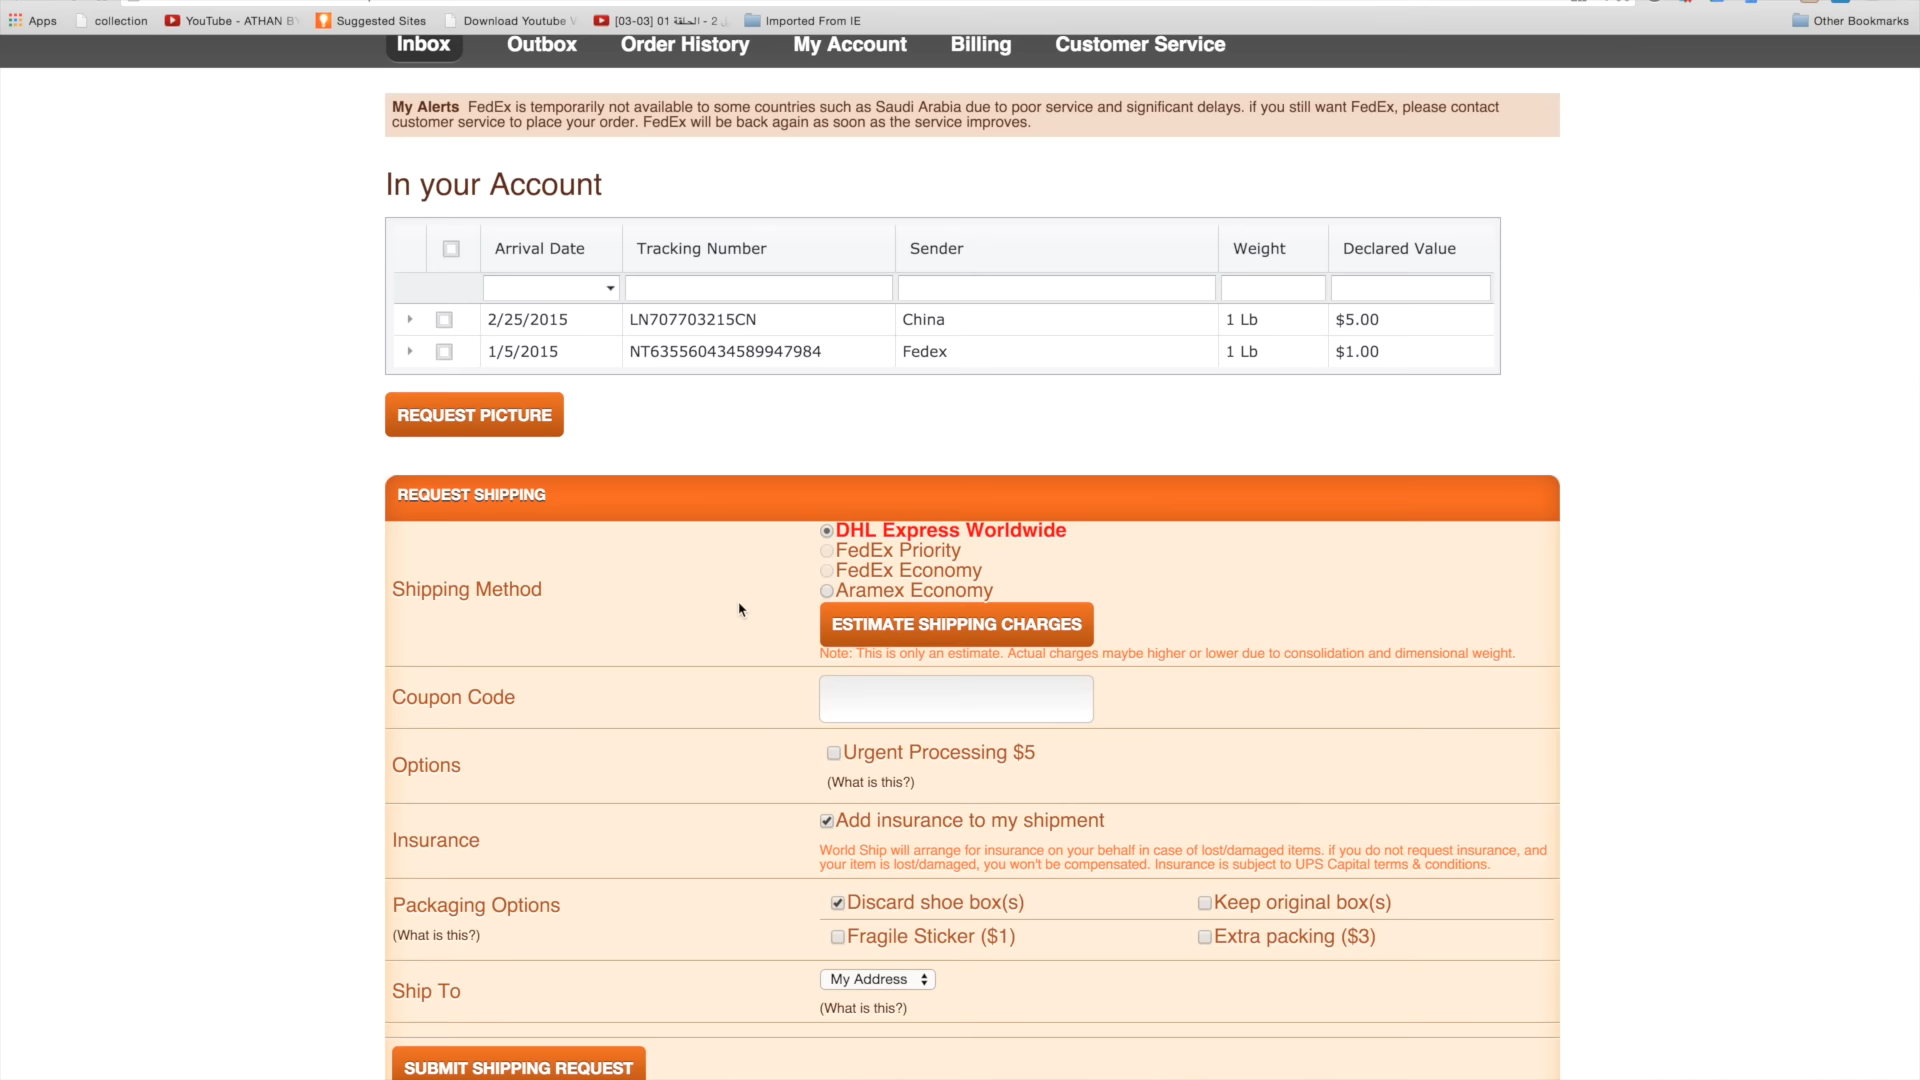 Apps collection YouTube - ATHAN B Suggested Sites Download Youtube [03-03] 01 الحلقة - 2 Imported From IE Other Bookmarks
Inbox Outbox Order History My Account Billing Customer Service
My Alerts FedEx is temporarily not available to some countries such as Saudi Arabia due to poor service and significant delays. if you still want FedEx, please contact
customer service to place your order. FedEx will be back again as soon as the service improves.
In your Account
Arrival Date Tracking Number Sender Weight Declared Value
2/25/2015 LN707703215CN China 1 Lb $5.00
1/5/2015 NT635560434589947984 Fedex 1 Lb $1.00
REQUEST PICTURE
REQUEST SHIPPING
Shipping Method
DHL Express Worldwide
FedEx Priority
FedEx Economy
Aramex Economy
ESTIMATE SHIPPING CHARGES
Note: This is only an estimate. Actual charges maybe higher or lower due to consolidation and dimensional weight.
Coupon Code
Options
Urgent Processing $5
(What is this?)
Insurance
Add insurance to my shipment
World Ship will arrange for insurance on your behalf in case of lost/damaged items. if you do not request insurance, and
your item is lost/damaged, you won't be compensated. Insurance is subject to UPS Capital terms & conditions.
Packaging Options
(What is this?)
Discard shoe box(s) Keep original box(s)
Fragile Sticker ($1) Extra packing ($3)
Ship To
My Address
(What is this?)
SUBMIT SHIPPING REQUEST